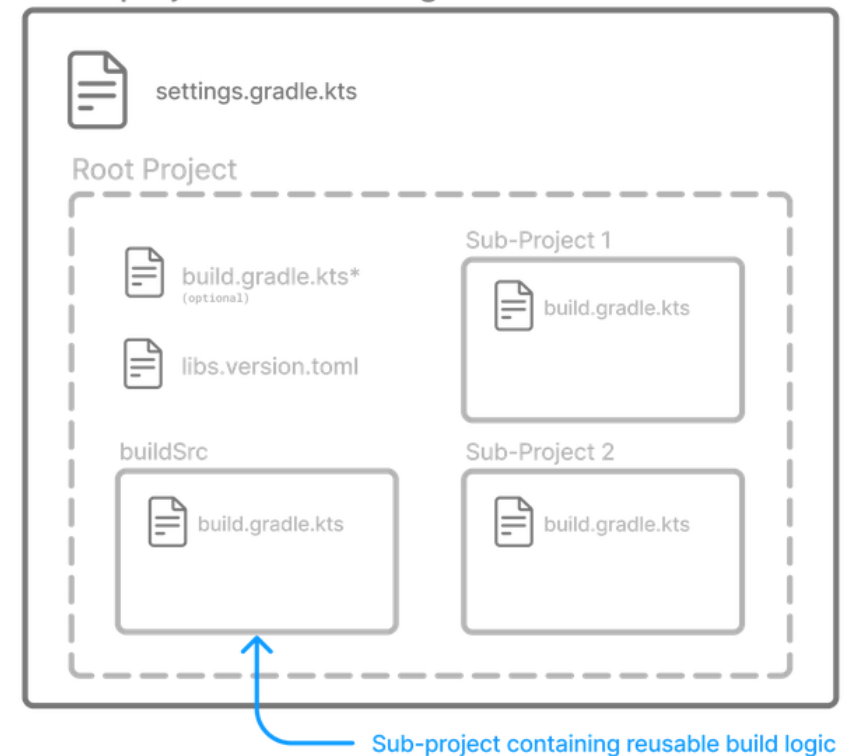 settings.gradle.kts
Root Project
build.gradle.kts*
(optional)
libs.version.toml
Sub-Project 1
build.gradle.kts
buildSrc
build.gradle.kts
Sub-Project 2
build.gradle.kts
Sub-project containing reusable build logic